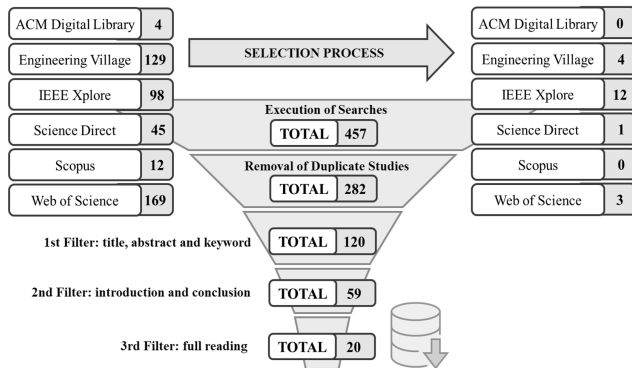 ACM Digital Library 4
Engineering Village 129
IEEE Xplore 98
Science Direct 45
Scopus 12
Web of Science 169
SELECTION PROCESS
ACM Digital Library 0
Engineering Village 4
IEEE Xplore 12
Science Direct 1
Scopus 0
Web of Science 3
Execution of Searches
TOTAL 457
Removal of Duplicate Studies
TOTAL 282
1st Filter: title, abstract and keyword TOTAL 120
2nd Filter: introduction and conclusion TOTAL 59
3rd Filter: full reading TOTAL 20